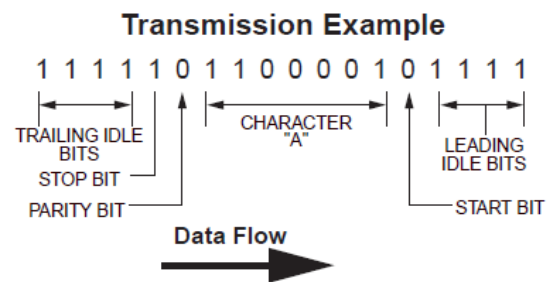 Transmission Example
1 1 1 1 1 0 1 1 0 0 0 0 1 0 1 1 1 1
TRAILING IDLE
BITS
CHARACTER
"A"
LEADING
IDLE BITS
STOP BIT
PARITY BIT
START BIT
Data Flow